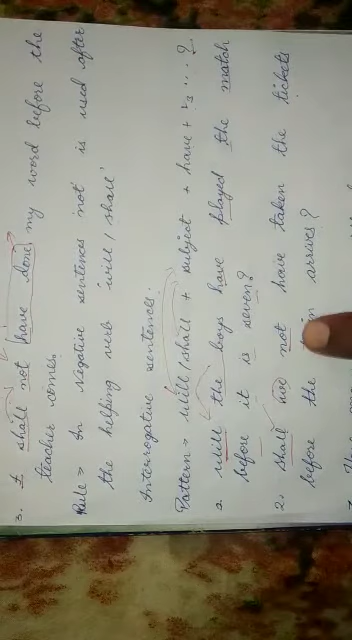 3. I shall not have done my word before the
teacher comes.
Rule > In Negative sentences 'not' is used after
the helping verb will / shall'
Interrogative sentences.
Pattern > will / shall + subject + have + v3 ... ?
1. will the boys have played the match
before it is seven?
2. shall we not have taken the tickets
before the arrives?